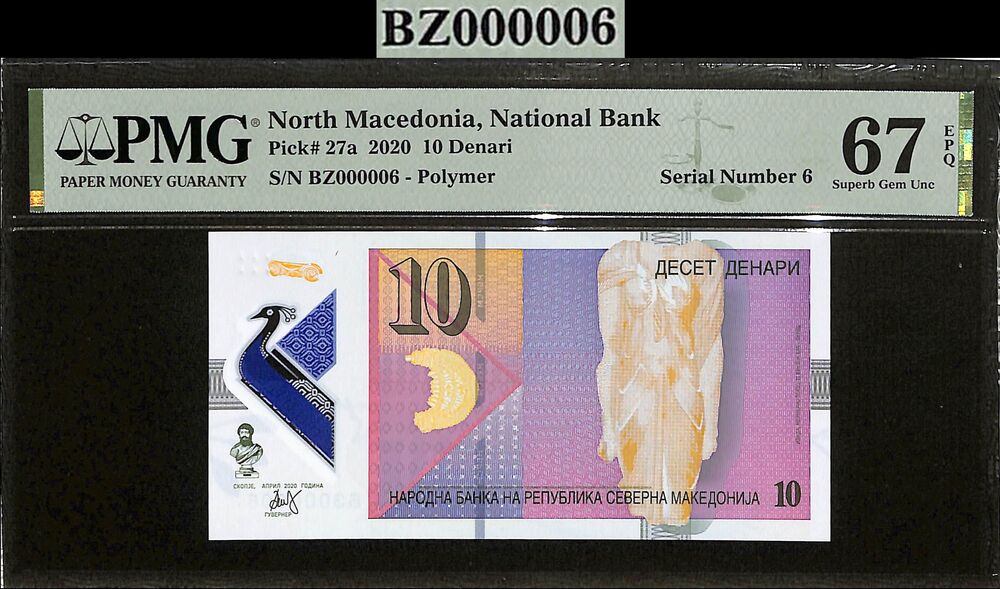 BZ000006
PMG®
PAPER MONEY GUARANTY
North Macedonia, National Bank
Pick# 27a 2020 10 Denari
S/N BZ000006 - Polymer
Serial Number 6
67
EPQ
Superb Gem Unc
10
ДЕСЕТ ДЕНАРИ
СКОПЈЕ, АПРИЛ 2020 ГОДИНА
ГУВЕРНЕР
НАРОДНА БАНКА НА РЕПУБЛИКА СЕВЕРНА МАКЕДОНИЈА 10